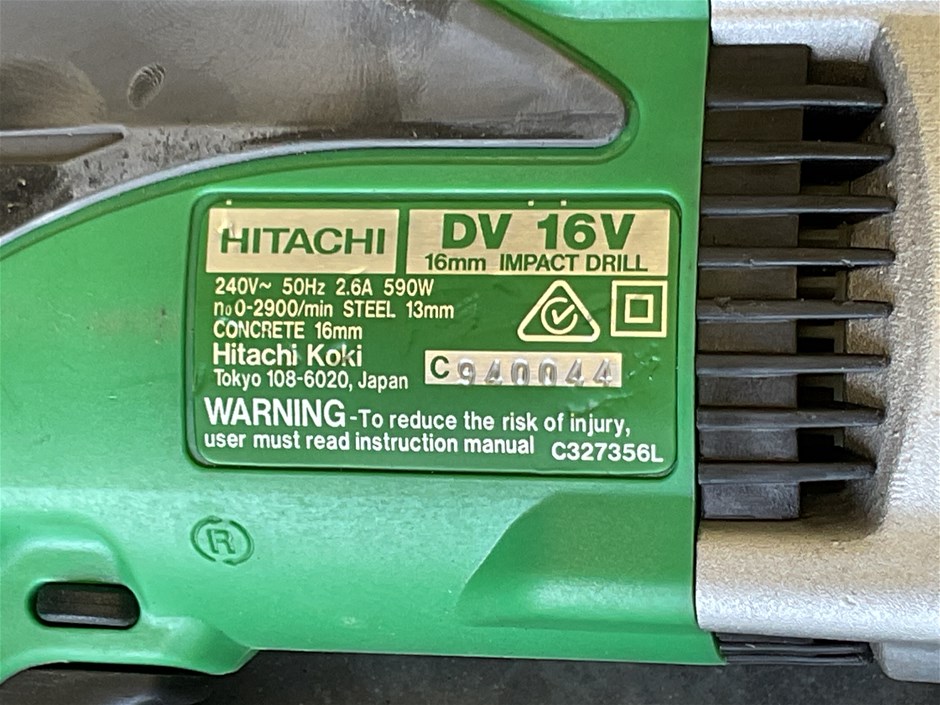 HITACHI
DV 16V
16mm IMPACT DRILL
240V~ 50Hz 2.6A 590W
no0-2900/min STEEL 13mm
CONCRETE 16mm
Hitachi Koki
Tokyo 108-6020, Japan
C 940044
WARNING-To reduce the risk of injury,
user must read instruction manual C327356L
R